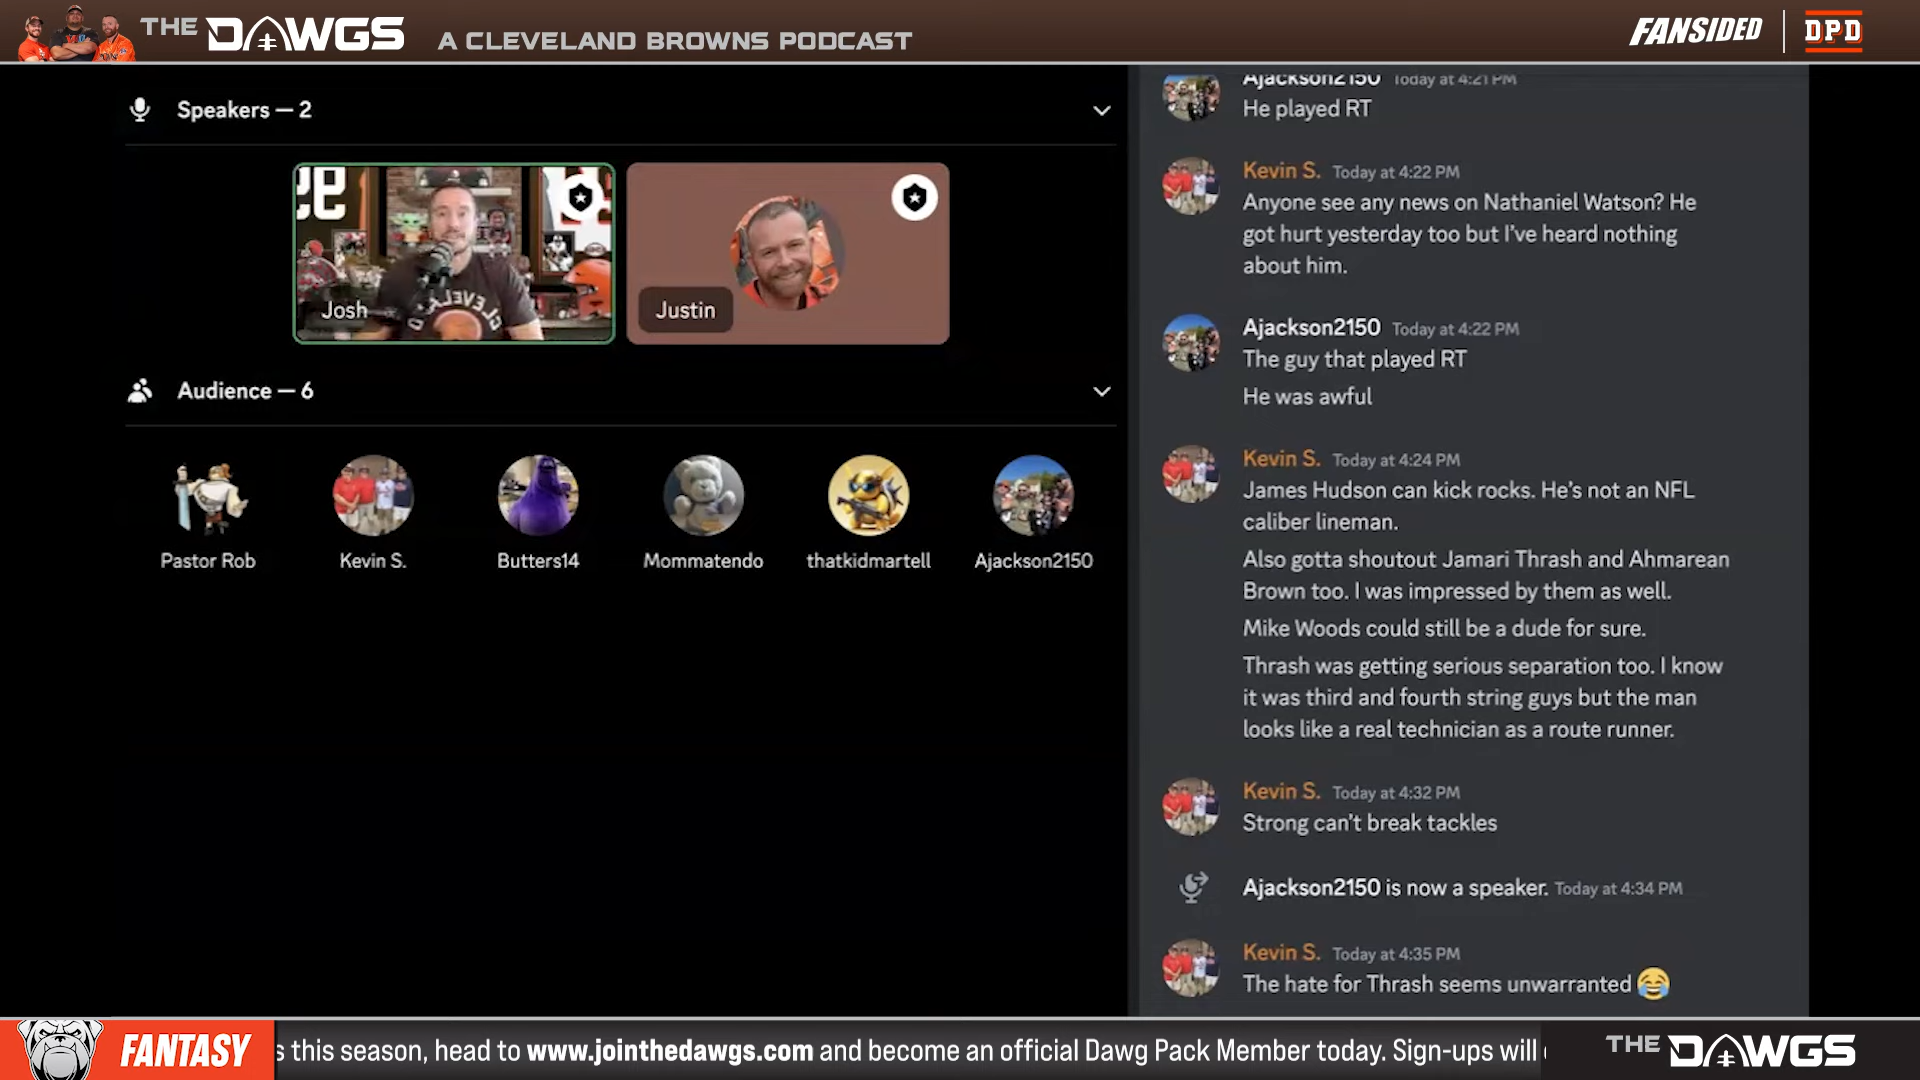 THE DAWGS A CLEVELAND BROWNS PODCAST
FANSIDED DPD
Speakers — 2
Josh
Justin
Audience — 6
Pastor Rob
Kevin S.
Butters14
Mommatendo
thatkidmartell
Ajackson2150
Ajackson2150 Today at 4:21 PM
He played RT
Kevin S. Today at 4:22 PM
Anyone see any news on Nathaniel Watson? He
got hurt yesterday too but I've heard nothing
about him.
Ajackson2150 Today at 4:22 PM
The guy that played RT
He was awful
Kevin S. Today at 4:24 PM
James Hudson can kick rocks. He's not an NFL
caliber lineman.
Also gotta shoutout Jamari Thrash and Ahmarean
Brown too. I was impressed by them as well.
Mike Woods could still be a dude for sure.
Thrash was getting serious separation too. I know
it was third and fourth string guys but the man
looks like a real technician as a route runner.
Kevin S. Today at 4:32 PM
Strong can't break tackles
Ajackson2150 is now a speaker. Today at 4:34 PM
Kevin S. Today at 4:35 PM
The hate for Thrash seems unwarranted 😂
FANTASY s this season, head to www.jointhedawgs.com and become an official Dawg Pack Member today. Sign-ups will
THE DAWGS